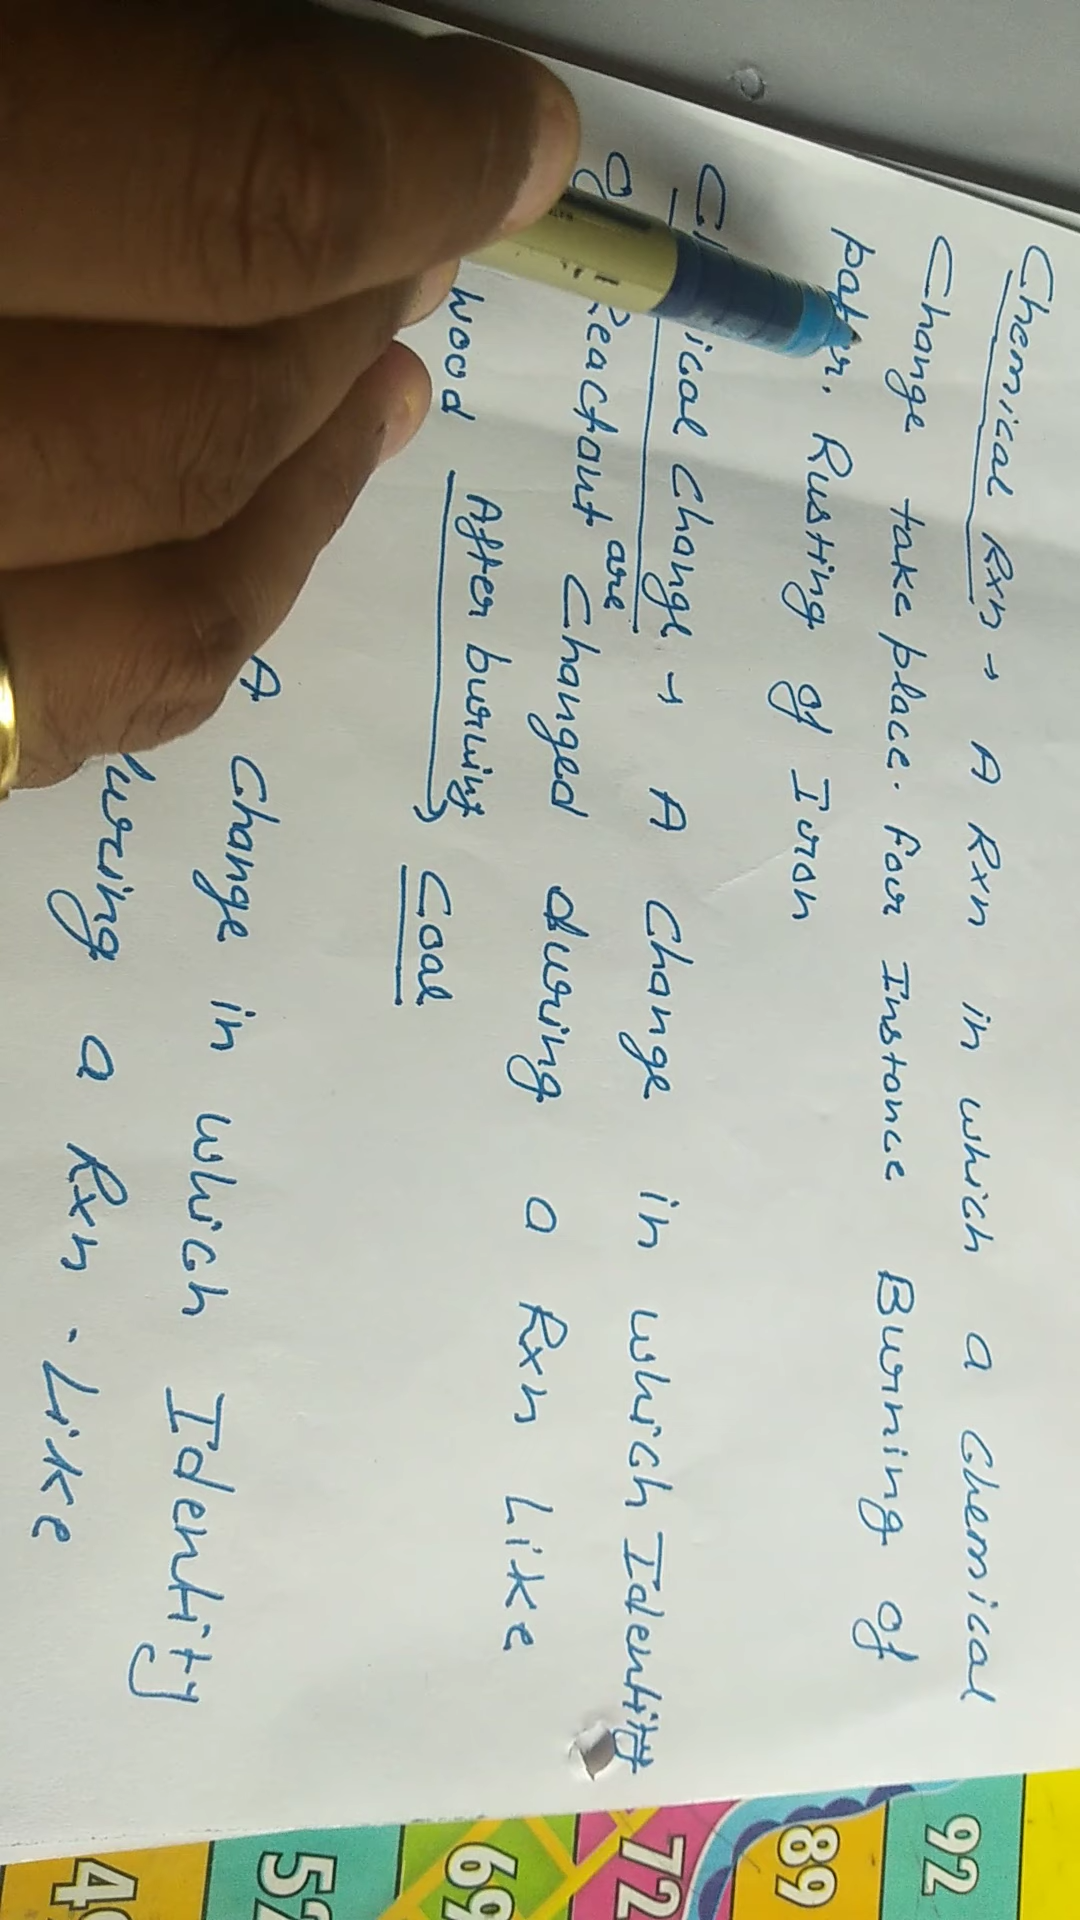 Chemical Rxn → A Rxn in which a Chemical
Change take place. For Instance Burning of
paper. Rusting of Iron
Chemical Change → A Change in which Identity
Reactant are Changed during a Rxn Like
wood After burning Coal
A Change in which Identity
during a Rxn. Like
92
89
72
69